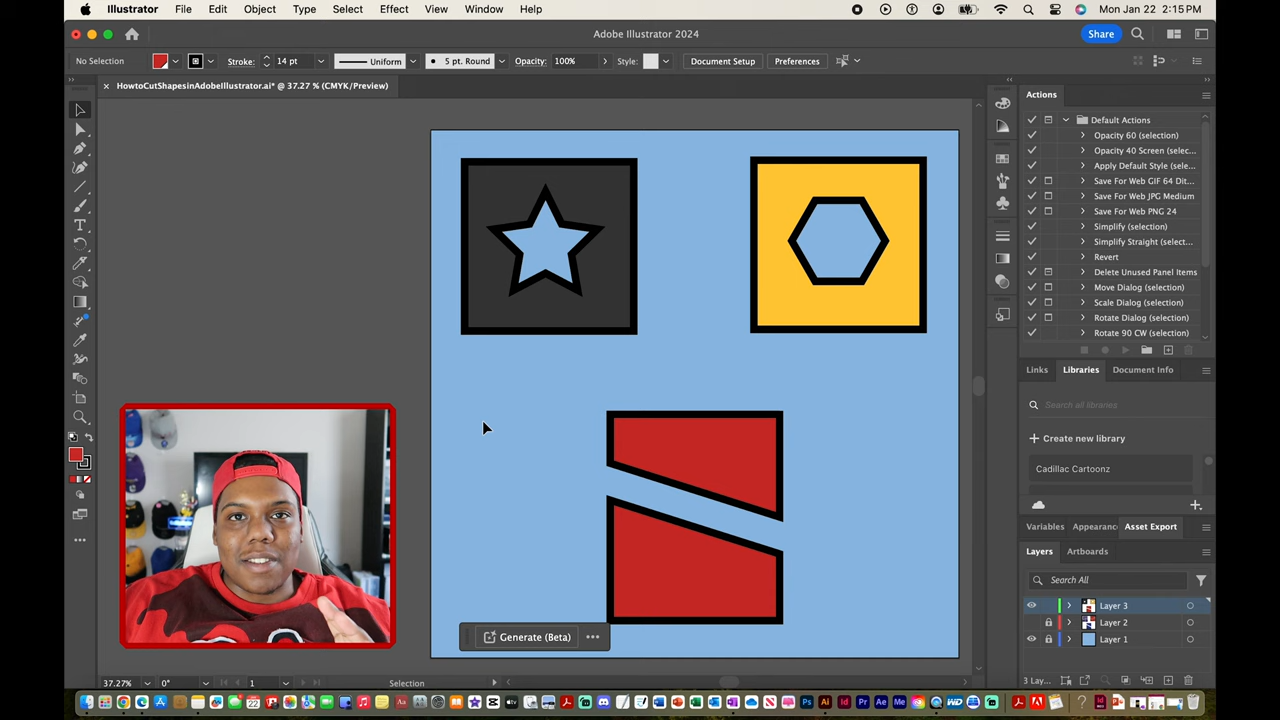 Illustrator File Edit Object Type Select Effect View Window Help Mon Jan 22 2:15 PM
Adobe Illustrator 2024 Share
No Selection Stroke: 14 pt Uniform 5 pt. Round Opacity: 100% Style: Document Setup Preferences
HowtoCutShapesinAdobeIllustrator.ai* @ 37.27 % (CMYK/Preview)
Actions
Default Actions
Opacity 60 (selection)
Opacity 40 Screen (selec...
Apply Default Style (sele...
Save For Web GIF 64 Dit...
Save For Web JPG Medium
Save For Web PNG 24
Simplify (selection)
Simplify Straight (select...
Revert
Delete Unused Panel Items
Move Dialog (selection)
Scale Dialog (selection)
Rotate Dialog (selection)
Rotate 90 CW (selection)
Links Libraries Document Info
Search all libraries
Create new library
Cadillac Cartoonz
Variables Appearanc Asset Export
Layers Artboards
Search All
Layer 3
Layer 2
Layer 1
Generate (Beta)
37.27% 0° 1 Selection 3 Lay...